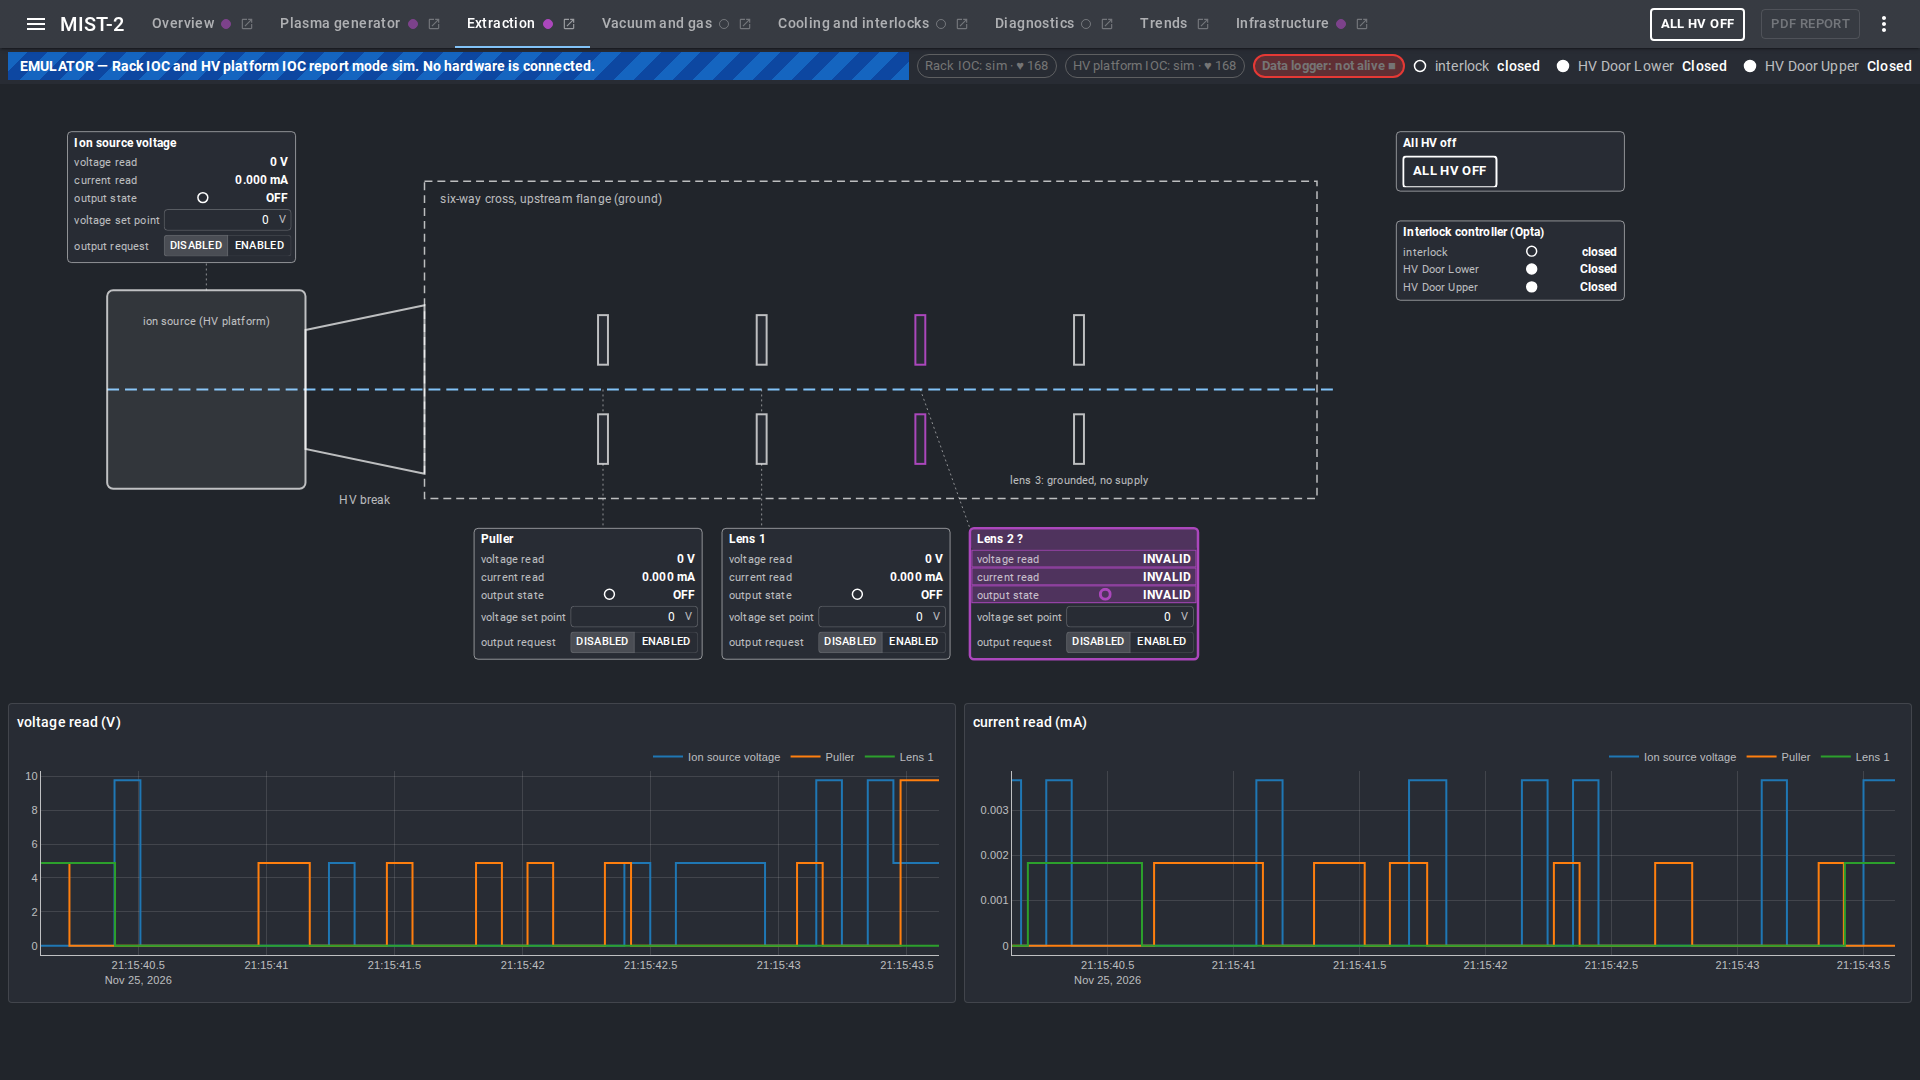 MIST-2 Overview Plasma generator Extraction Vacuum and gas Cooling and interlocks Diagnostics Trends Infrastructure ALL HV OFF PDF REPORT
EMULATOR — Rack IOC and HV platform IOC report mode sim. No hardware is connected. Rack IOC: sim · ♥ 168 HV platform IOC: sim · ♥ 168 Data logger: not alive ■ interlock closed HV Door Lower Closed HV Door Upper Closed
Ion source voltage
voltage read 0 V
current read 0.000 mA
output state OFF
voltage set point 0 V
output request DISABLED ENABLED
All HV off
ALL HV OFF
Interlock controller (Opta)
interlock closed
HV Door Lower Closed
HV Door Upper Closed
six-way cross, upstream flange (ground)
ion source (HV platform)
HV break
lens 3: grounded, no supply
Puller
voltage read 0 V
current read 0.000 mA
output state OFF
voltage set point 0 V
output request DISABLED ENABLED
Lens 1
voltage read 0 V
current read 0.000 mA
output state OFF
voltage set point 0 V
output request DISABLED ENABLED
Lens 2 ?
voltage read INVALID
current read INVALID
output state INVALID
voltage set point 0 V
output request DISABLED ENABLED
voltage read (V)
Ion source voltage Puller Lens 1
10
8
6
4
2
0
21:15:40.5 21:15:41 21:15:41.5 21:15:42 21:15:42.5 21:15:43 21:15:43.5
Nov 25, 2026
current read (mA)
Ion source voltage Puller Lens 1
0.003
0.002
0.001
0
21:15:40.5 21:15:41 21:15:41.5 21:15:42 21:15:42.5 21:15:43 21:15:43.5
Nov 25, 2026